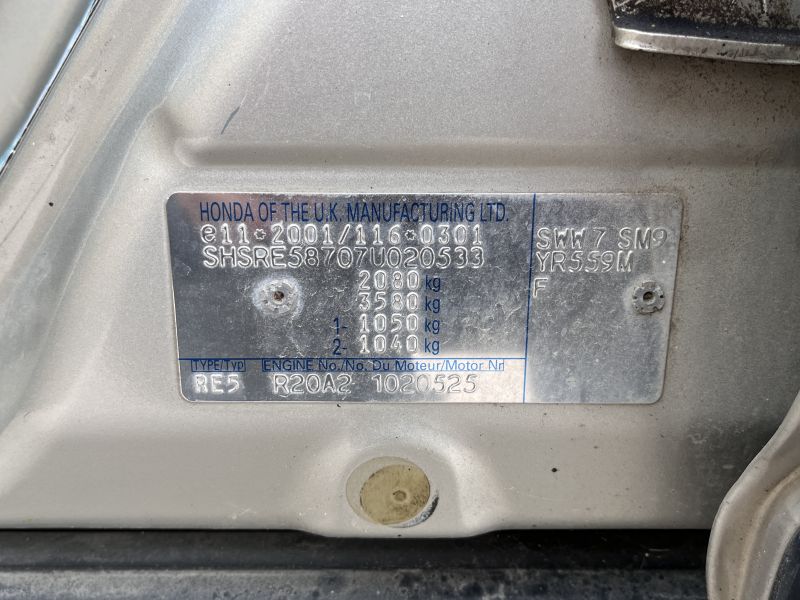 HONDA OF THE U.K. MANUFACTURING LTD.
e11*2001/116*0301
SHSRE58707U020533
2080 kg
3580 kg
1- 1050 kg
2- 1040 kg
TYPE/Typ ENGINE No./No. Du Moteur/Motor Nr
RE5 R20A2 1020525
SWW 7 SM9
YR559M
F